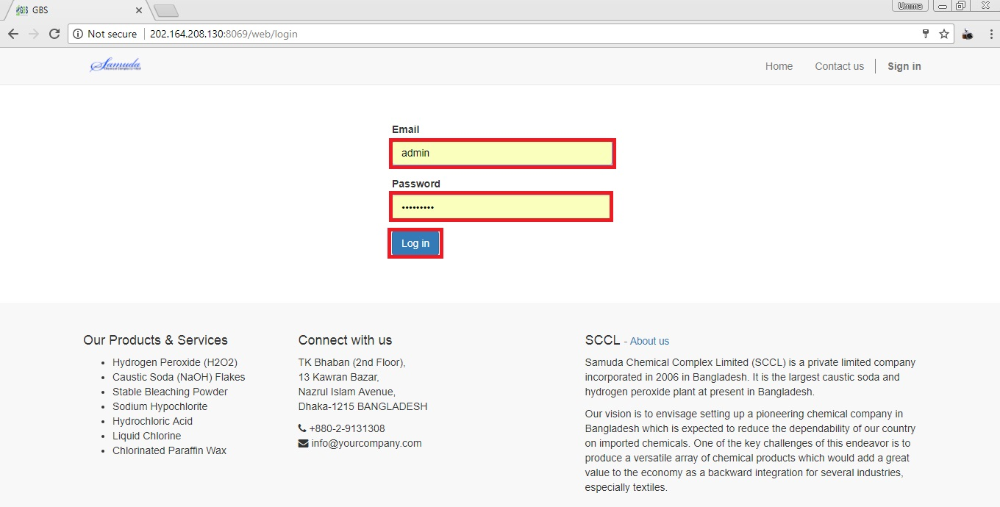 GBS
Umma
Not secure
202.164.208.130:8069/web/login
Samuda
Chemical Complex Limited
Home
Contact us
Sign in
Email
admin
Password
•••••••••
Log in
Our Products & Services
• Hydrogen Peroxide (H2O2)
• Caustic Soda (NaOH) Flakes
• Stable Bleaching Powder
• Sodium Hypochlorite
• Hydrochloric Acid
• Liquid Chlorine
• Chlorinated Paraffin Wax
Connect with us
TK Bhaban (2nd Floor),
13 Kawran Bazar,
Nazrul Islam Avenue,
Dhaka-1215 BANGLADESH
+880-2-9131308
info@yourcompany.com
SCCL - About us
Samuda Chemical Complex Limited (SCCL) is a private limited company
incorporated in 2006 in Bangladesh. It is the largest caustic soda and
hydrogen peroxide plant at present in Bangladesh.
Our vision is to envisage setting up a pioneering chemical company in
Bangladesh which is expected to reduce the dependability of our country
on imported chemicals. One of the key challenges of this endeavor is to
produce a versatile array of chemical products which would add a great
value to the economy as a backward integration for several industries,
especially textiles.